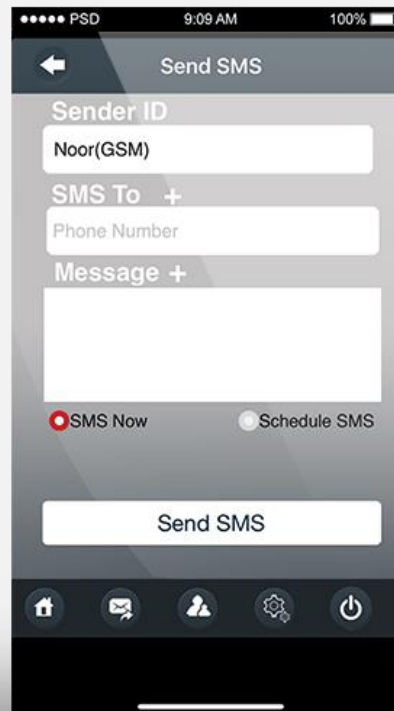 ●●●●● PSD 9:09 AM 100%
Send SMS
Sender ID
Noor(GSM)
SMS To +
Phone Number
Message +
SMS Now Schedule SMS
Send SMS